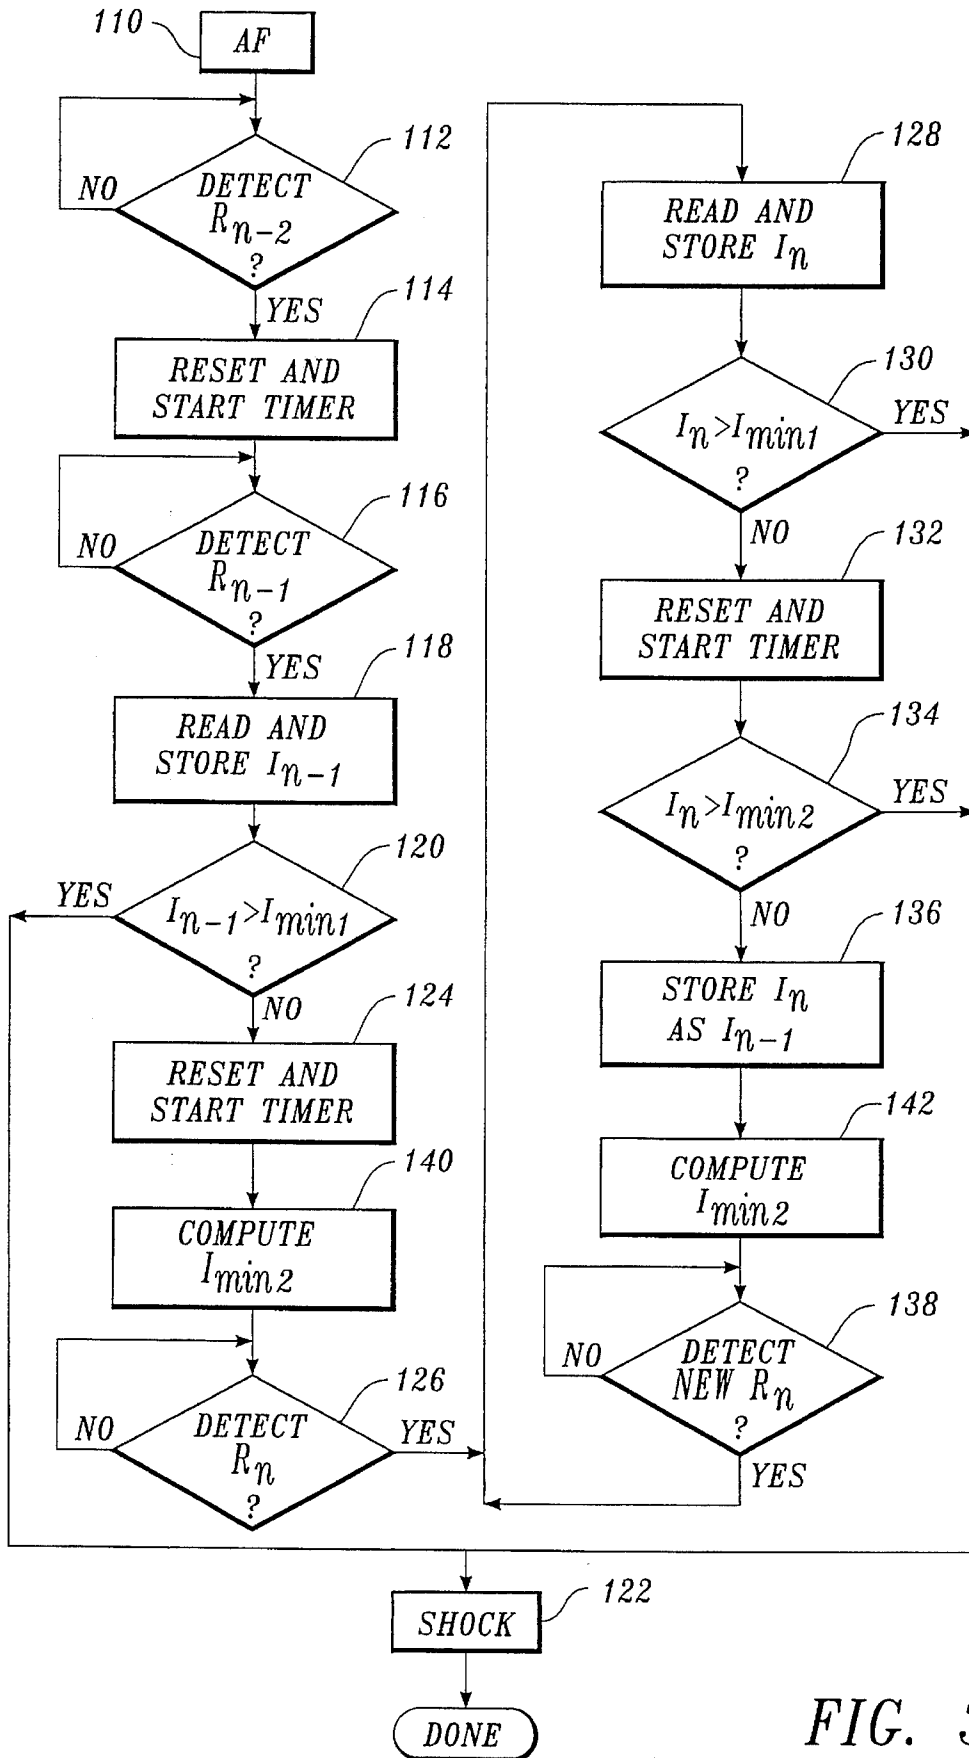 110
AF
112
DETECT
Rn-2
?
NO
YES
114
RESET AND
START TIMER
116
DETECT
Rn-1
?
NO
YES
118
READ AND
STORE In-1
120
In-1>Imin1
?
YES
NO
124
RESET AND
START TIMER
140
COMPUTE
Imin2
126
DETECT
Rn
?
NO
YES
128
READ AND
STORE In
130
In>Imin1
?
YES
NO
132
RESET AND
START TIMER
134
In>Imin2
?
YES
NO
136
STORE In
AS In-1
142
COMPUTE
Imin2
138
DETECT
NEW Rn
?
NO
YES
122
SHOCK
DONE
FIG.